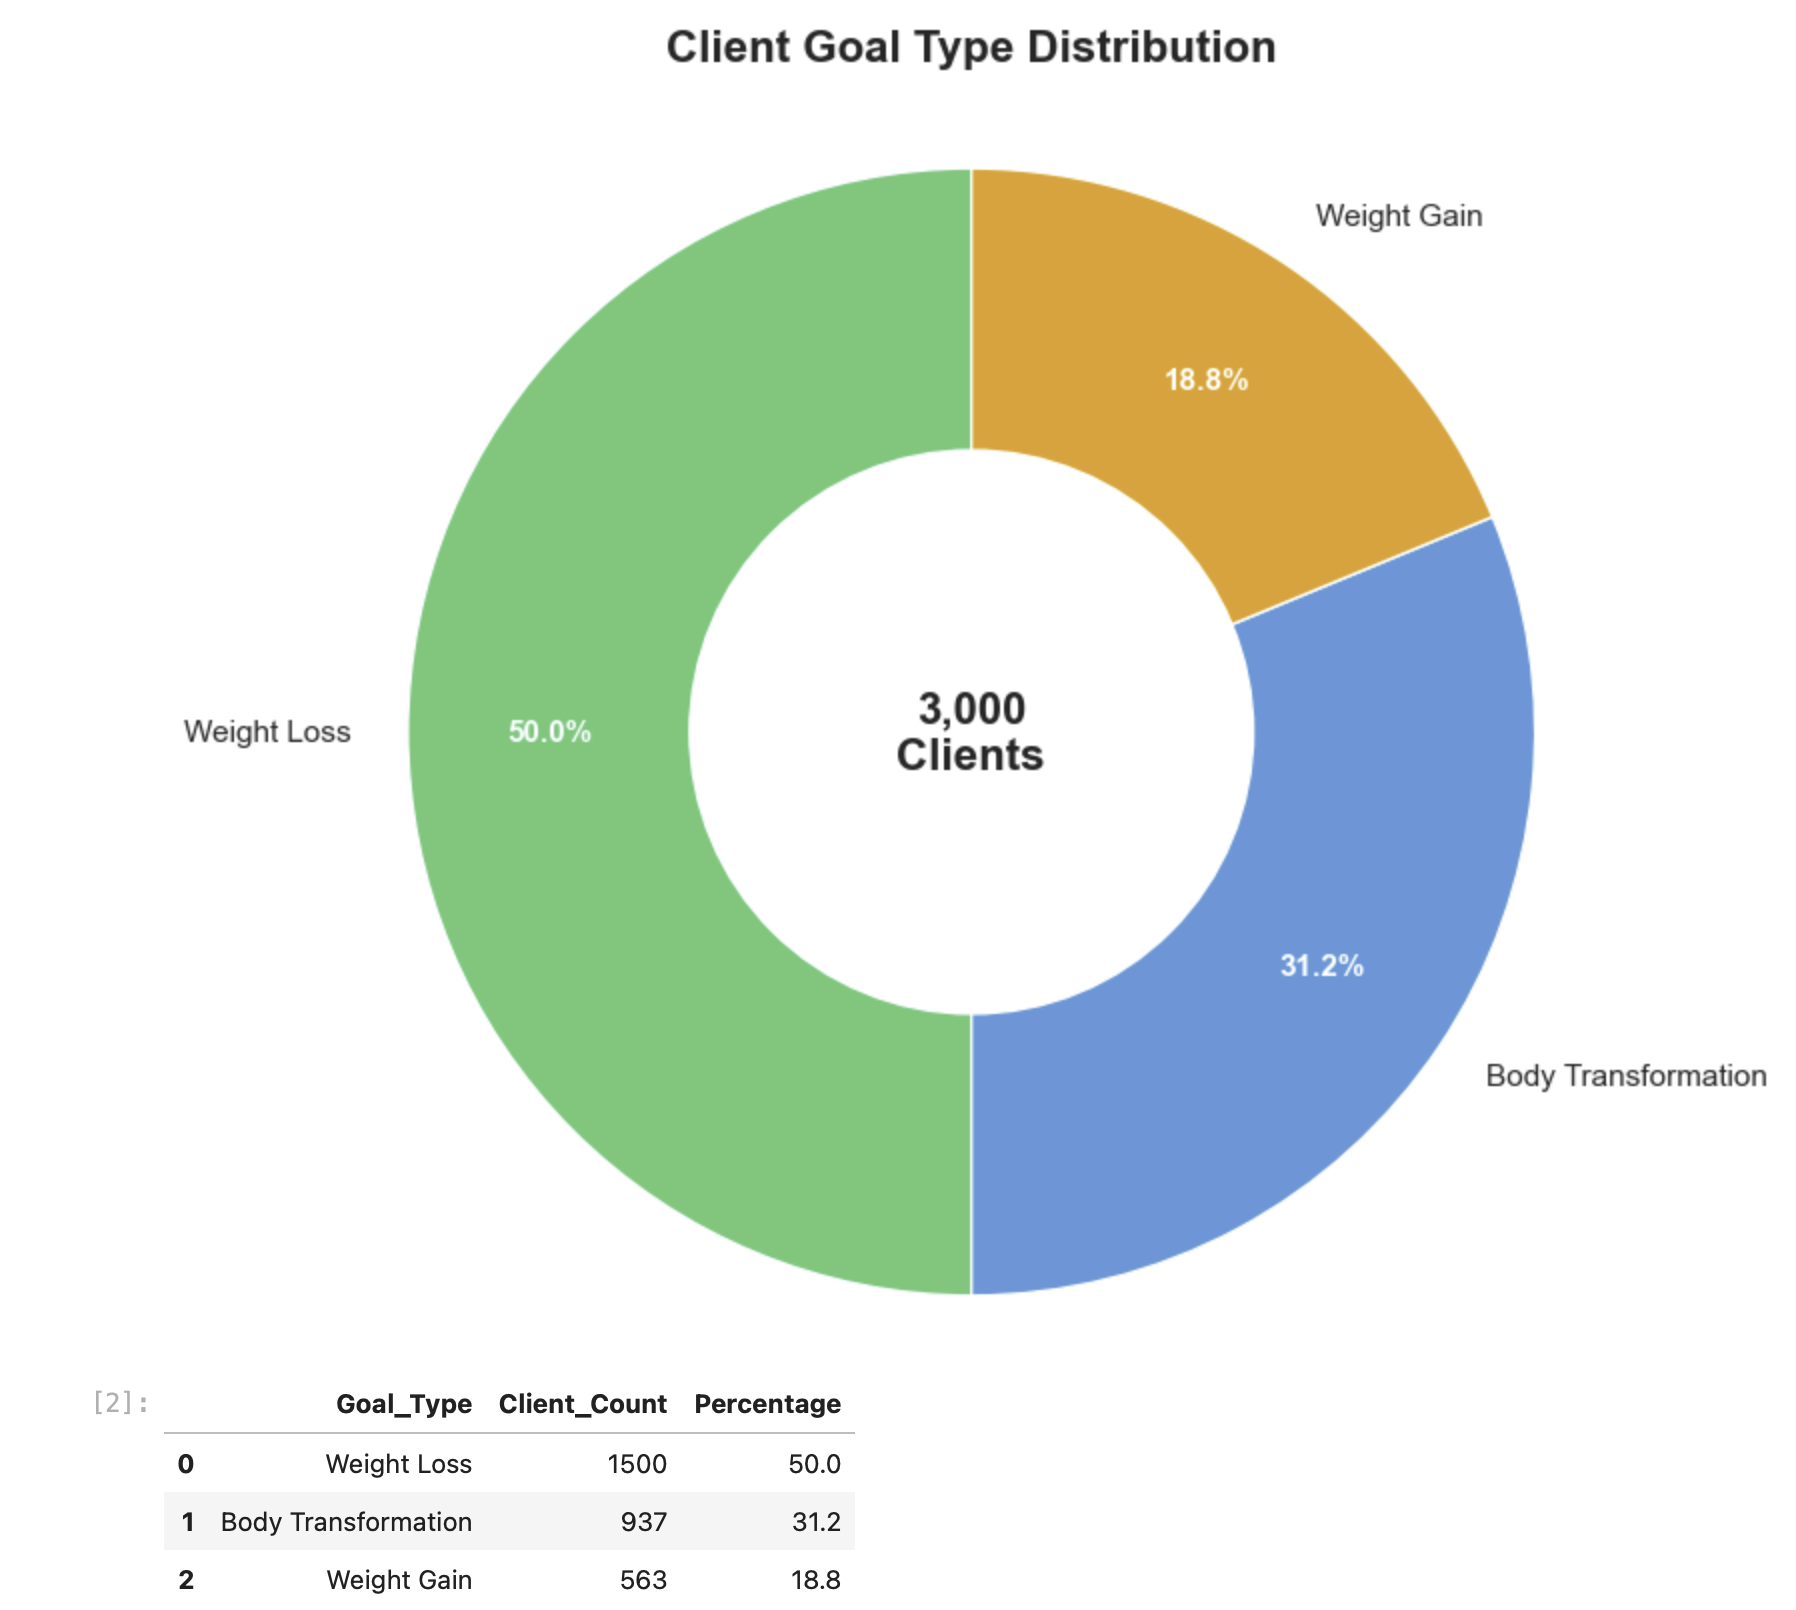 Client Goal Type Distribution
Weight Gain
18.8%
Weight Loss
50.0%
3,000
Clients
31.2%
Body Transformation
[2]:
Goal_Type Client_Count Percentage
0 Weight Loss 1500 50.0
1 Body Transformation 937 31.2
2 Weight Gain 563 18.8